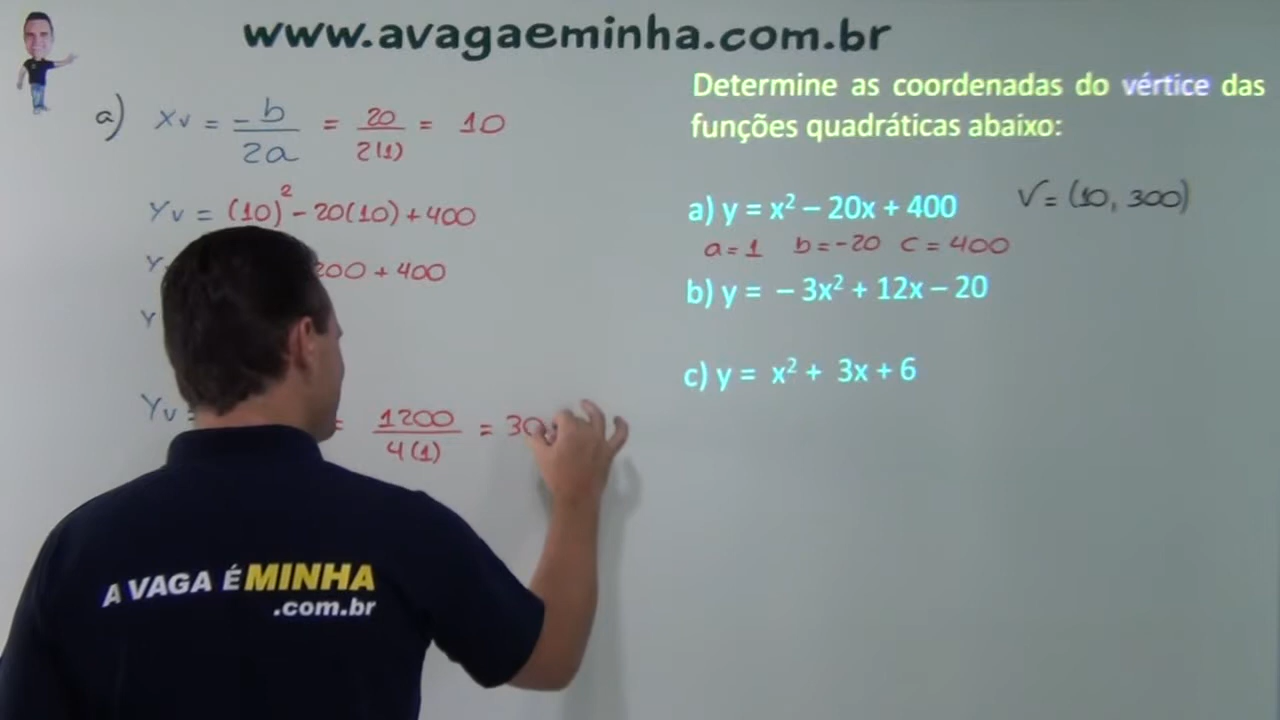 www.avagaeminha.com.br
a) Xv = -b/2a = 20/2(1) = 10
Yv = (10)² - 20(10) + 400
Y 200 + 400
Y
Yv = = 1200/4(1) = 30
Determine as coordenadas do vértice das
funções quadráticas abaixo:
a) y = x² – 20x + 400 V = (10, 300)
a = 1 b = -20 c = 400
b) y = – 3x² + 12x – 20
c) y = x² + 3x + 6
A VAGA É MINHA
.com.br